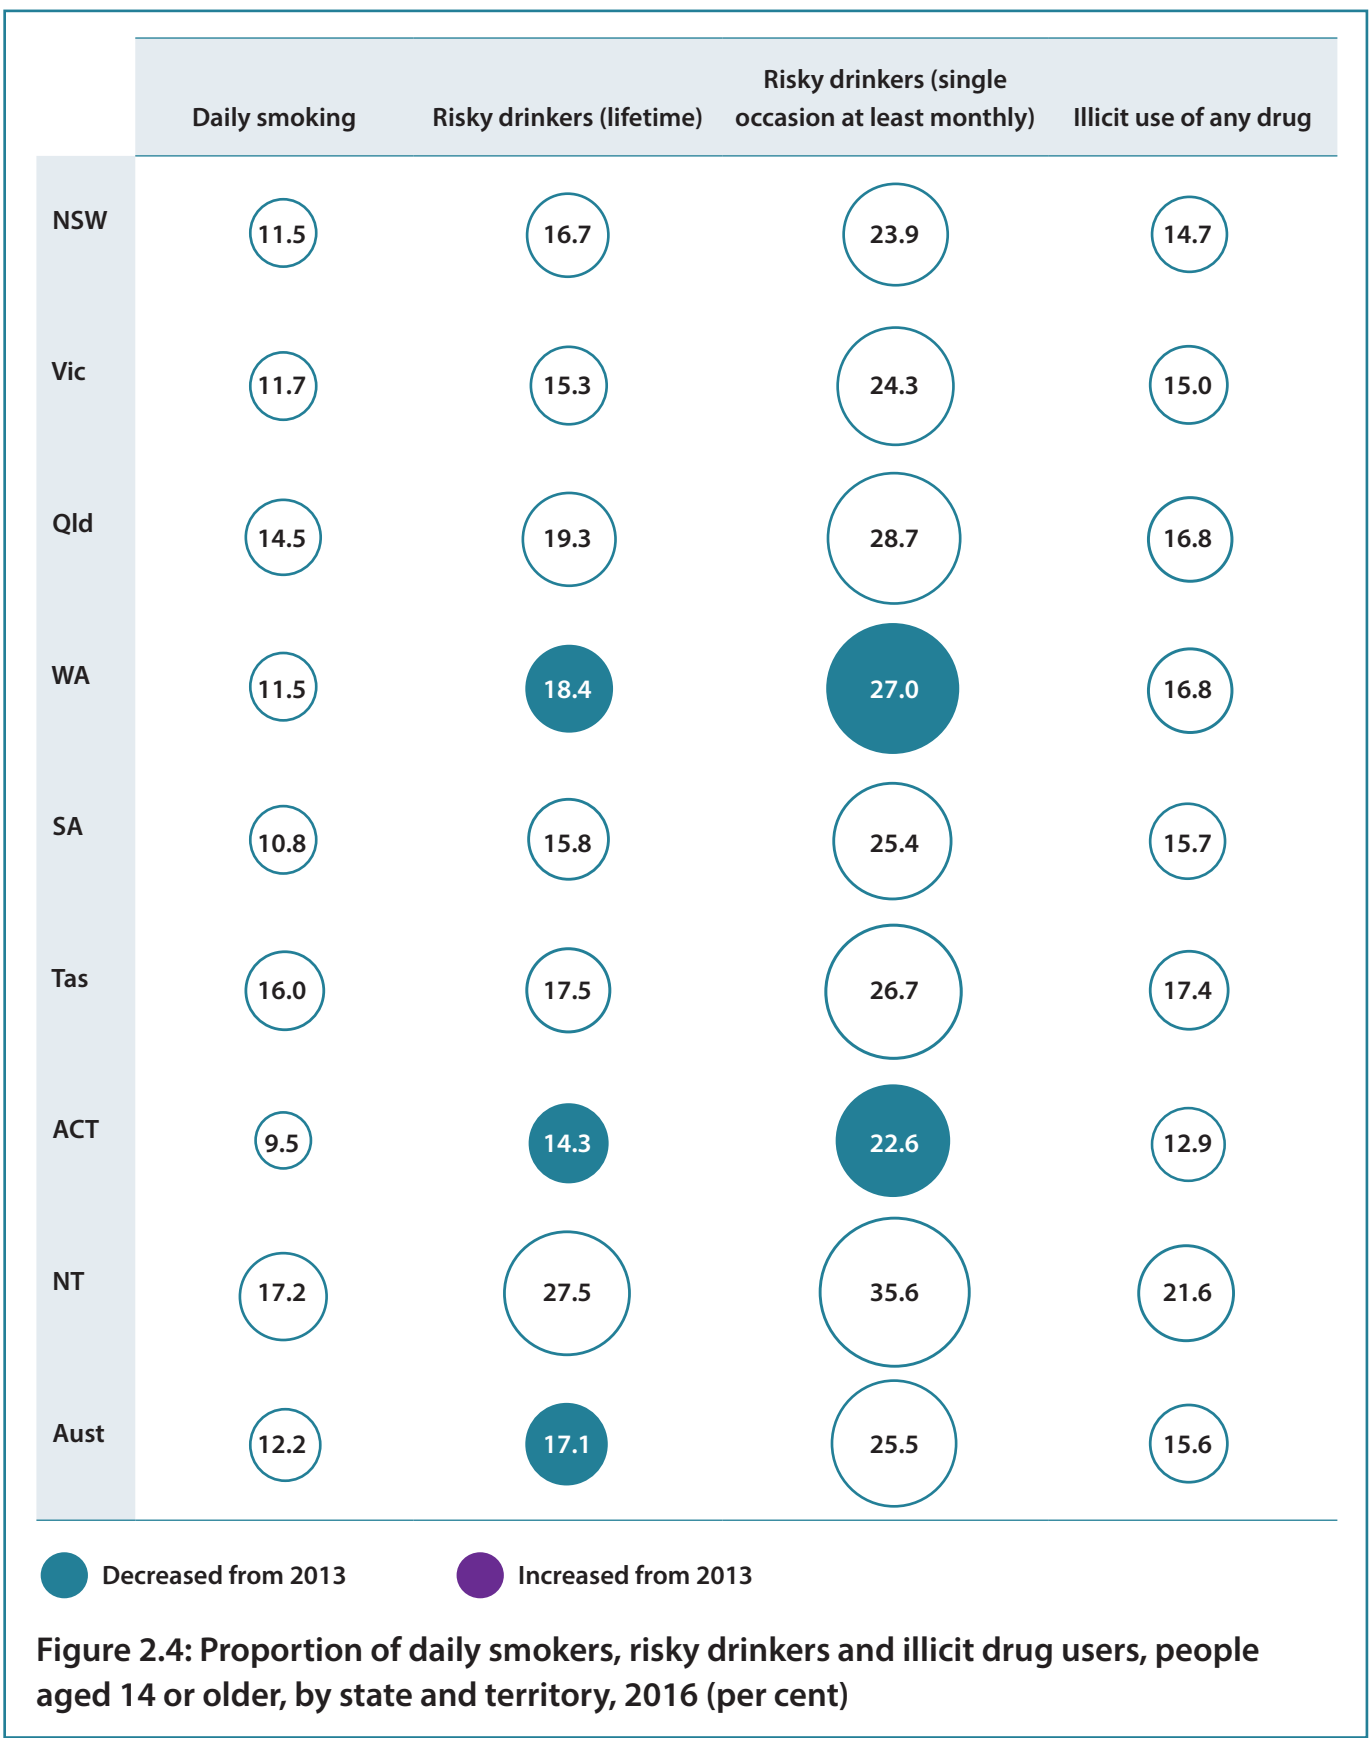 Daily smoking Risky drinkers (lifetime) Risky drinkers (single
occasion at least monthly) Illicit use of any drug
NSW 11.5 16.7 23.9 14.7
Vic 11.7 15.3 24.3 15.0
Qld 14.5 19.3 28.7 16.8
WA 11.5 18.4 27.0 16.8
SA 10.8 15.8 25.4 15.7
Tas 16.0 17.5 26.7 17.4
ACT 9.5 14.3 22.6 12.9
NT 17.2 27.5 35.6 21.6
Aust 12.2 17.1 25.5 15.6
Decreased from 2013 Increased from 2013
Figure 2.4: Proportion of daily smokers, risky drinkers and illicit drug users, people
aged 14 or older, by state and territory, 2016 (per cent)